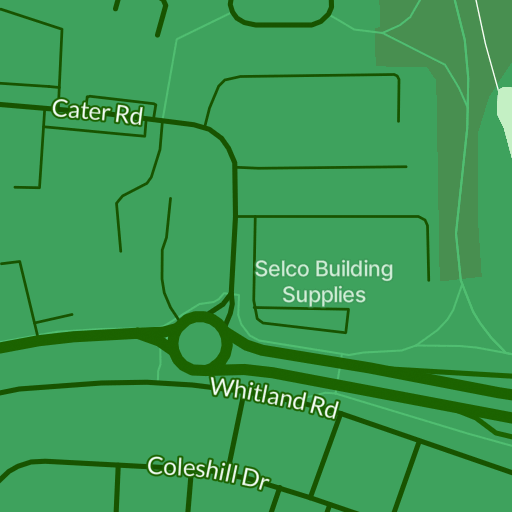 Cater Rd
Selco Building
Supplies
Whitland Rd
Coleshill Dr